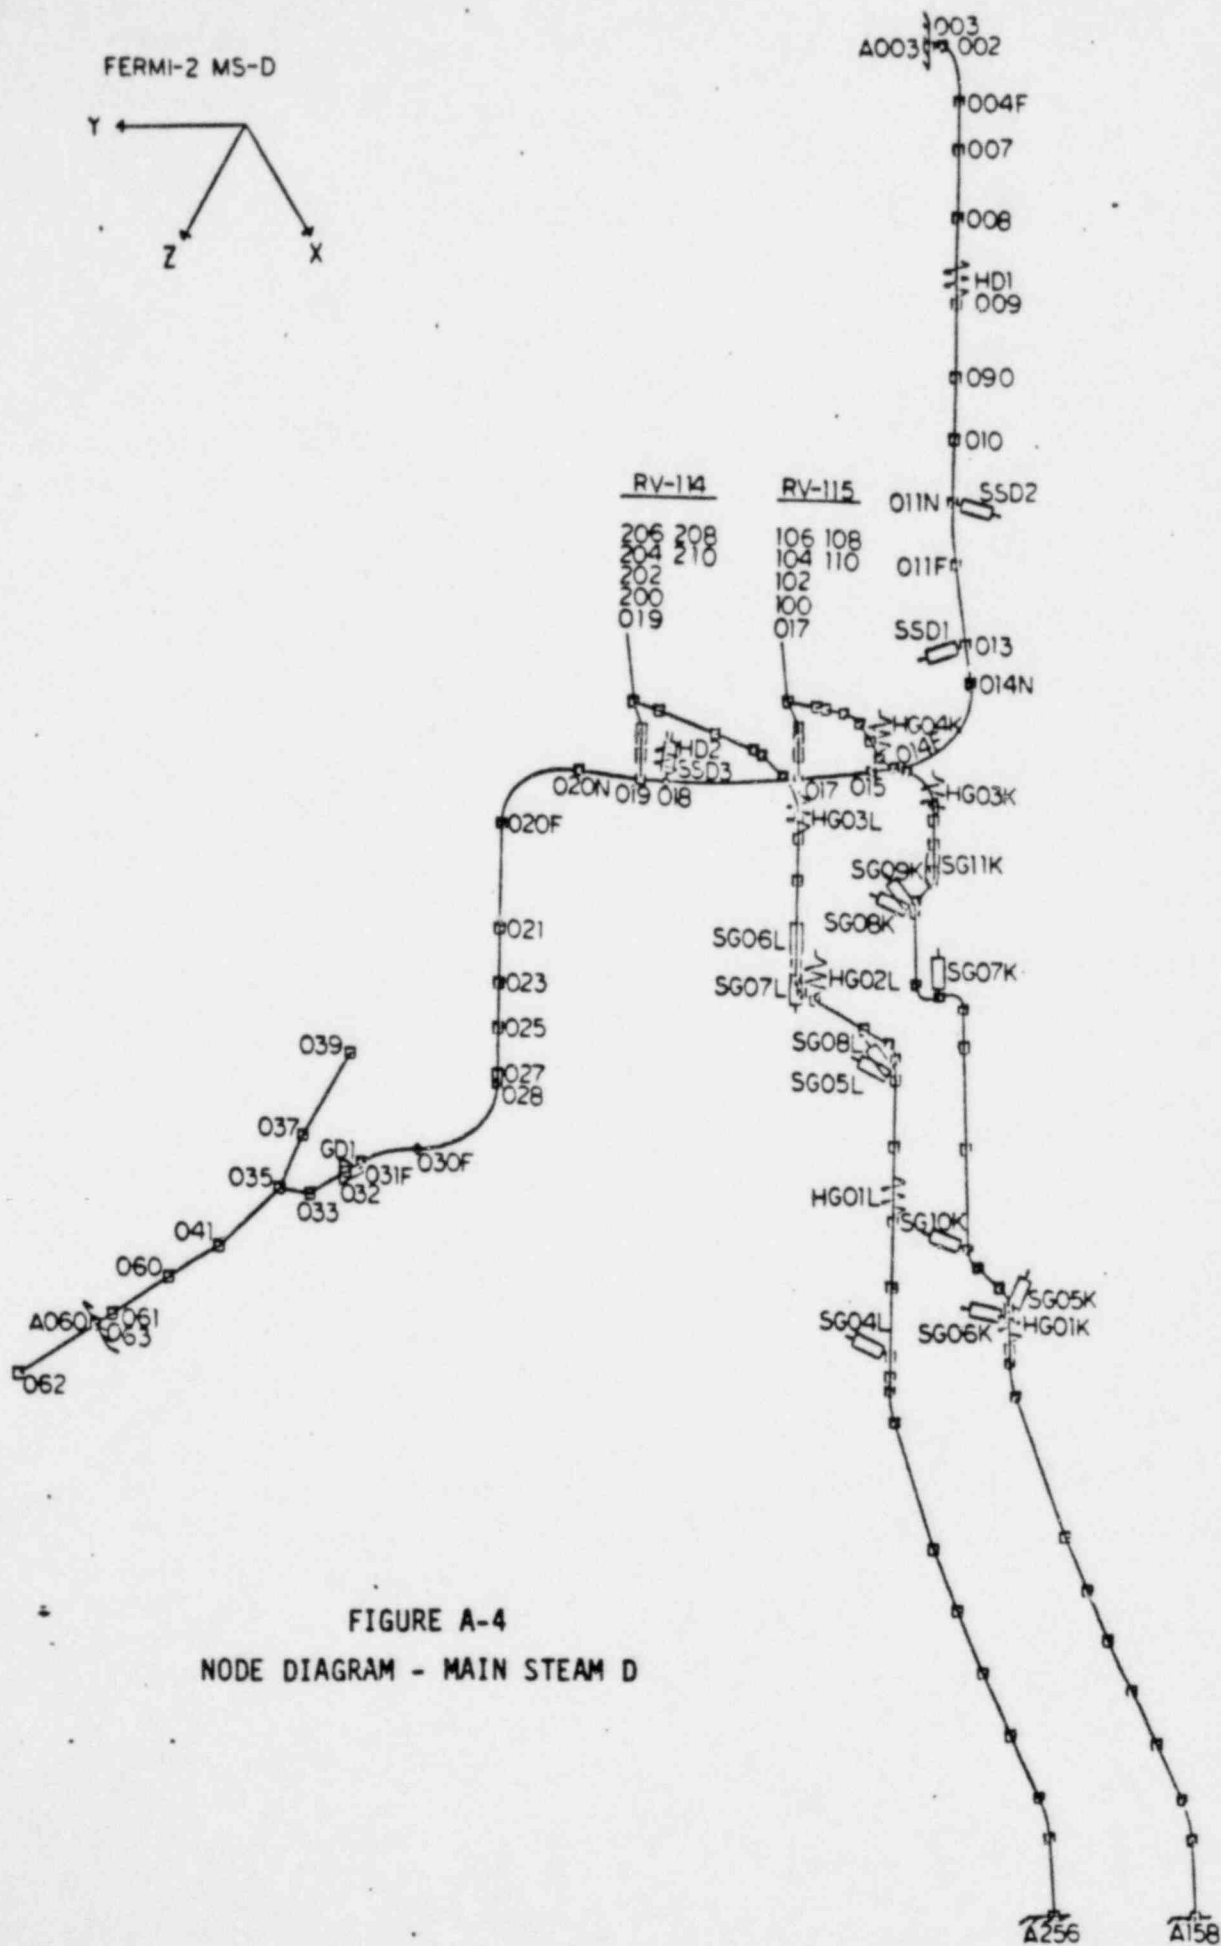 003
A003 002
FERMI-2 MS-D
Y
Z
X
004F
007
008
HD1
009
090
010
RV-114
RV-115
011N
SSD2
206 208
204 210
202
200
019
106 108
104 110
102
100
017
011F
SSD1
013
014N
HG04K
014F
HD2
SSD3
020N
019
018
017
015
HG03K
HG03L
020F
SG09K
SG11K
SG08K
021
SG06L
023
SG07L
HG02L
SG07K
025
039
SG08L
SG05L
027
028
037
GD1
030F
031F
035
032
033
HG01L
SG10K
041
060
SG05K
A060
061
063
SG04L
SG06K
HG01K
062
FIGURE A-4
NODE DIAGRAM - MAIN STEAM D
A256
A158